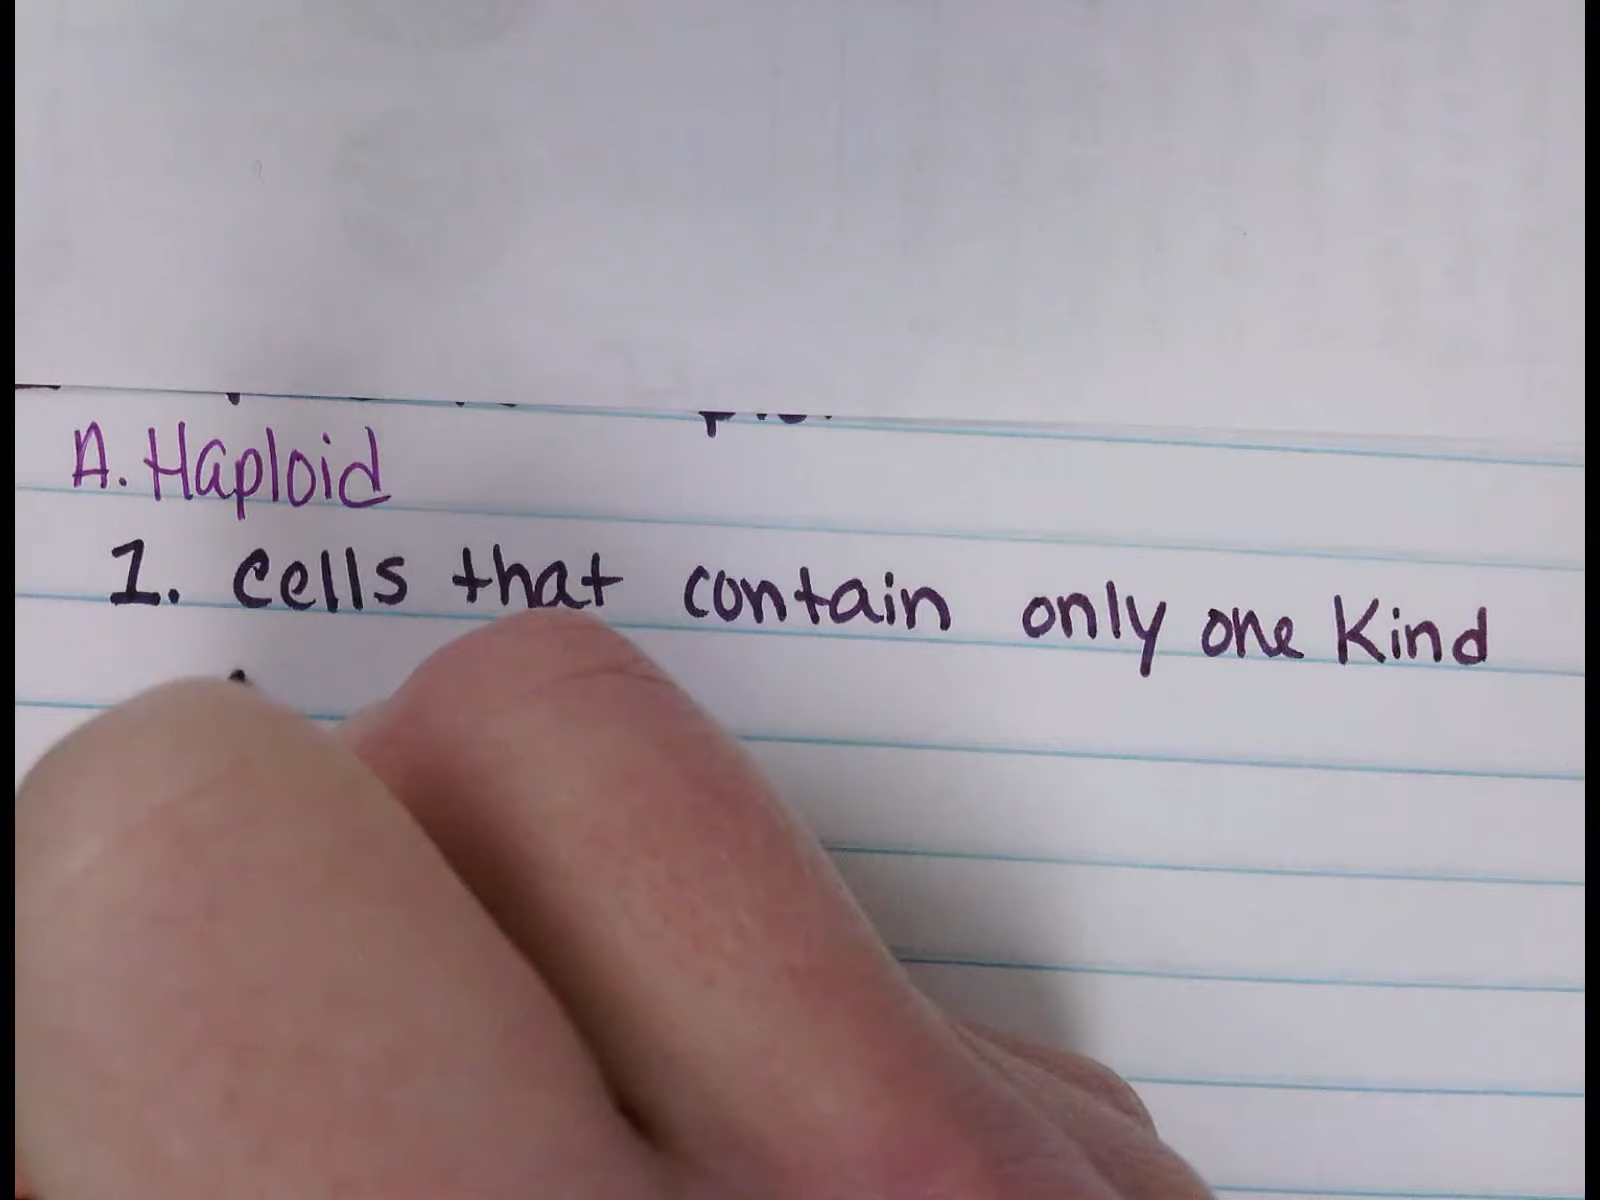 A. Haploid
1. cells that contain only one Kind